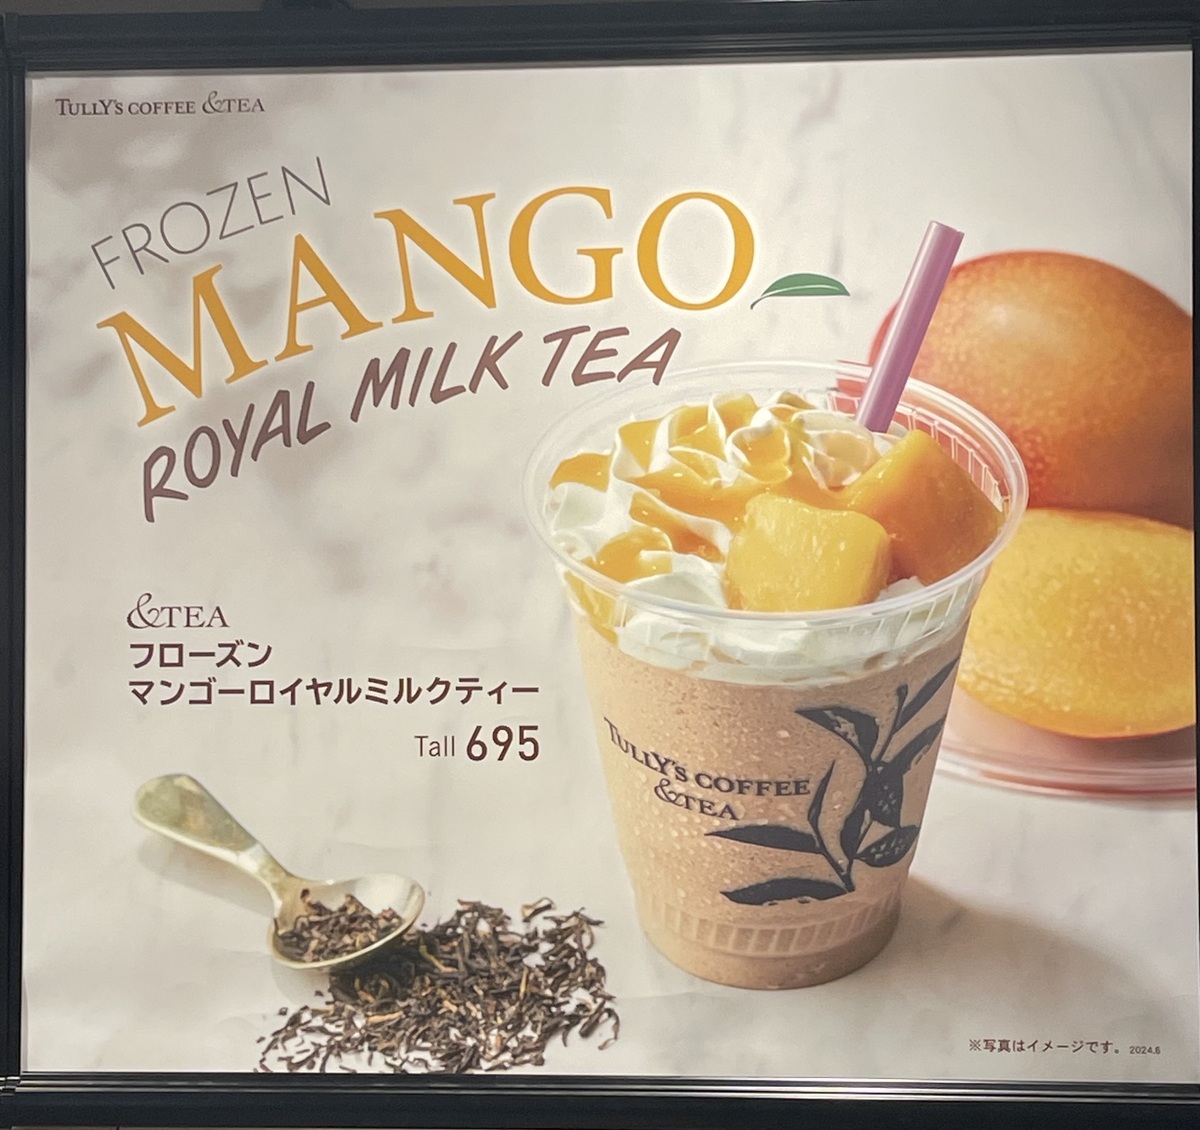 TULLY'S COFFEE &TEA
FROZEN
MANGO
ROYAL MILK TEA
&TEA
フローズン
マンゴーロイヤルミルクティー
Tall 695
TULLY'S COFFEE
&TEA
※写真はイメージです。 2024.6